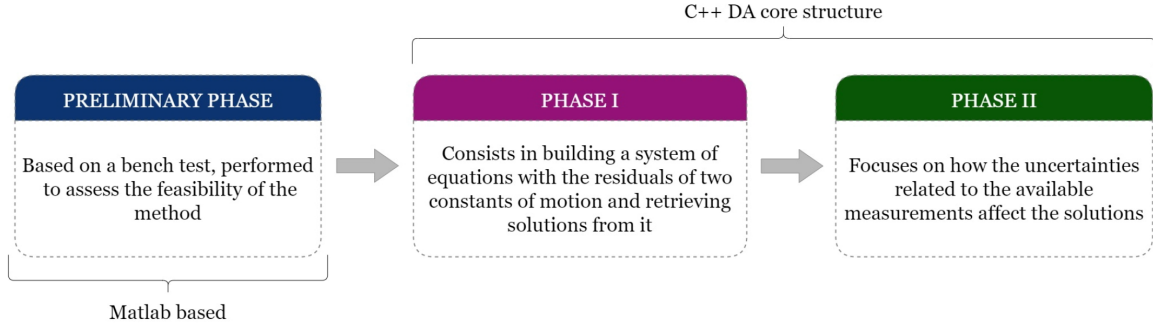 C++ DA core structure
PRELIMINARY PHASE
Based on a bench test, performed
to assess the feasibility of the
method
PHASE I
Consists in building a system of
equations with the residuals of two
constants of motion and retrieving
solutions from it
PHASE II
Focuses on how the uncertainties
related to the available
measurements affect the solutions
Matlab based